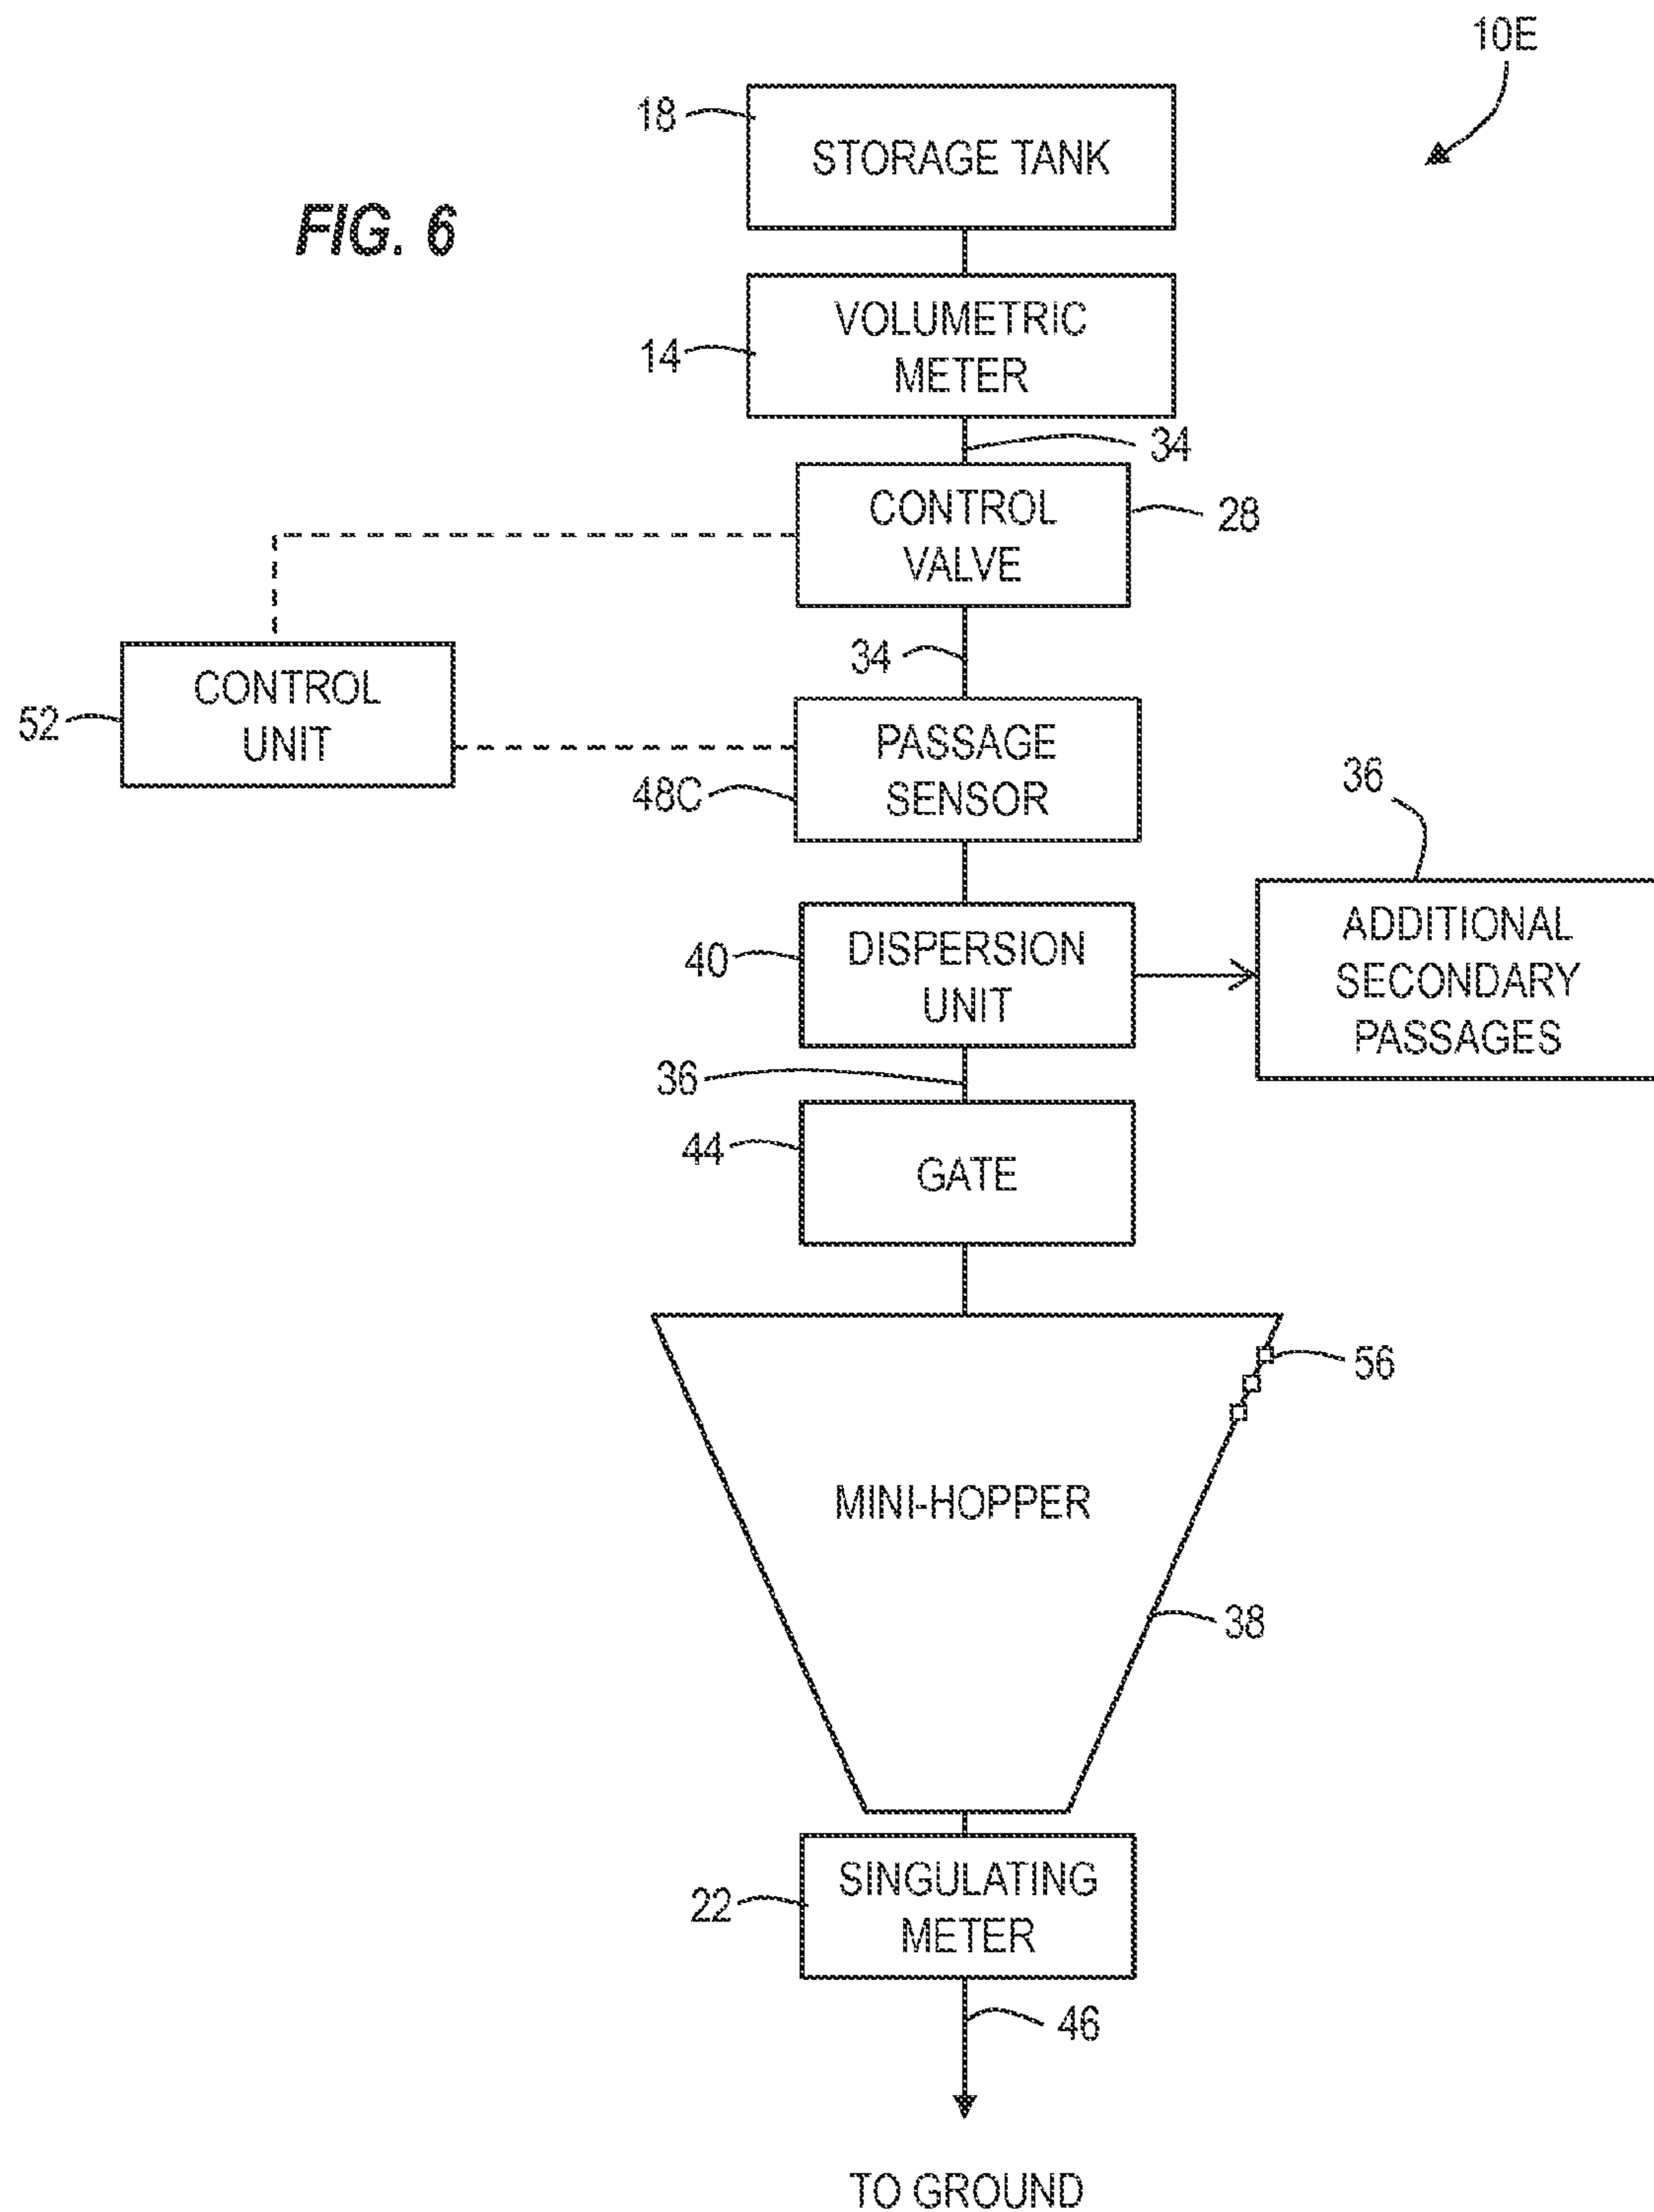 10E
18
STORAGE TANK
FIG. 6
VOLUMETRIC
METER
14
34
CONTROL
VALVE
28
34
CONTROL
UNIT
52
PASSAGE
SENSOR
48C
36
ADDITIONAL
SECONDARY
PASSAGES
DISPERSION
UNIT
40
36
44
GATE
56
MINI-HOPPER
38
SINGULATING
METER
22
46
TO GROUND